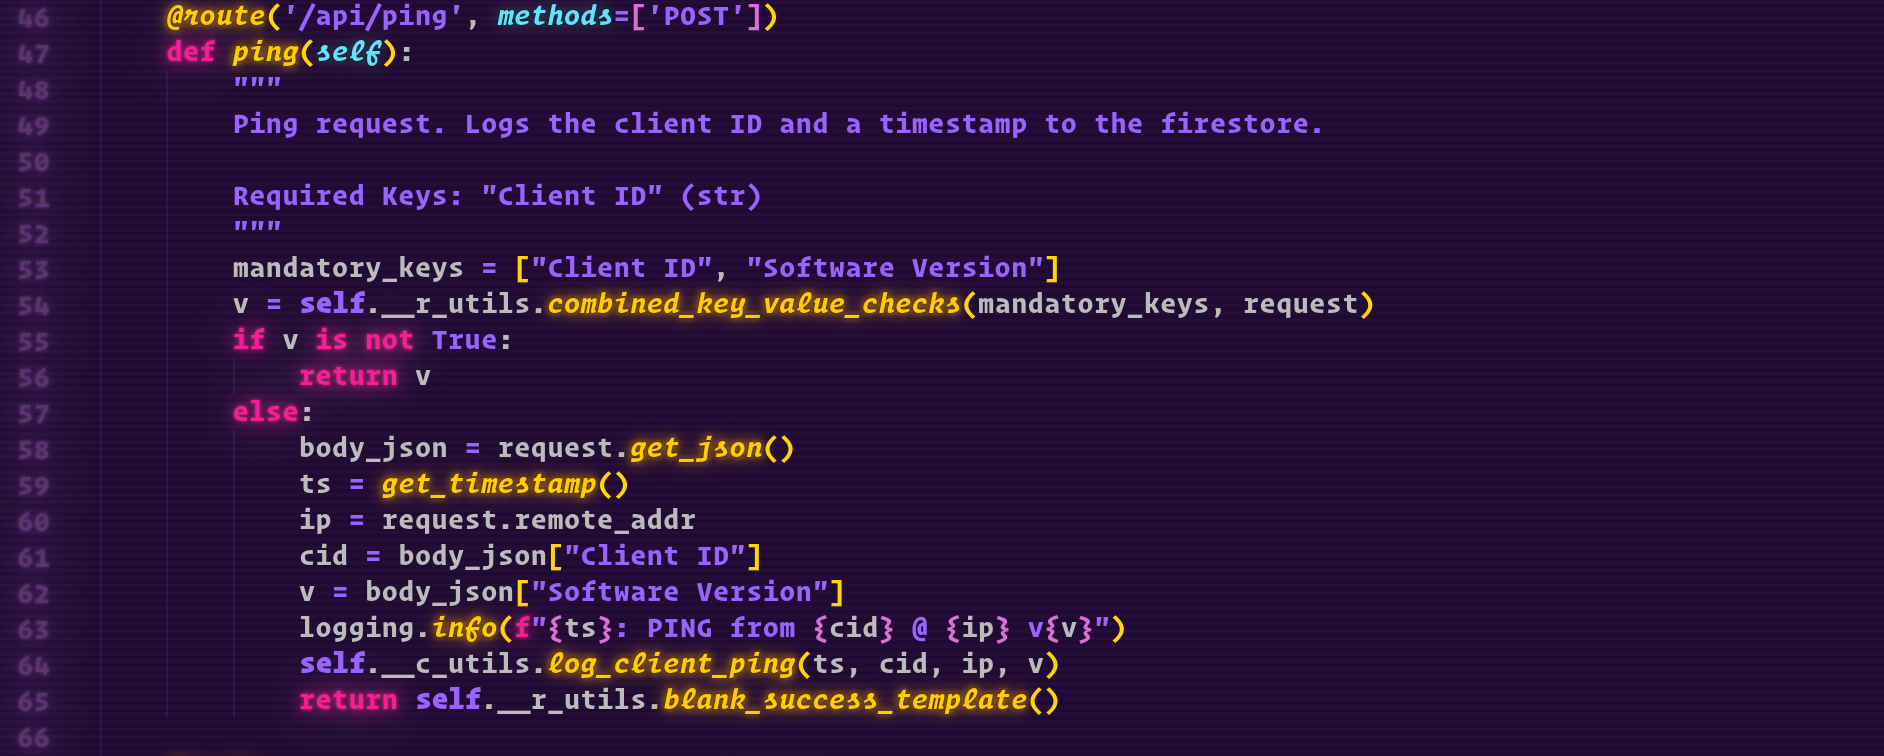 46 @route('/api/ping', methods=['POST'])
47 def ping(self):
48 """
49 Ping request. Logs the client ID and a timestamp to the firestore.
50
51 Required Keys: "Client ID" (str)
52 """
53 mandatory_keys = ["Client ID", "Software Version"]
54 v = self.__r_utils.combined_key_value_checks(mandatory_keys, request)
55 if v is not True:
56 return v
57 else:
58 body_json = request.get_json()
59 ts = get_timestamp()
60 ip = request.remote_addr
61 cid = body_json["Client ID"]
62 v = body_json["Software Version"]
63 logging.info(f"{ts}: PING from {cid} @ {ip} v{v}")
64 self.__c_utils.log_client_ping(ts, cid, ip, v)
65 return self.__r_utils.blank_success_template()
66